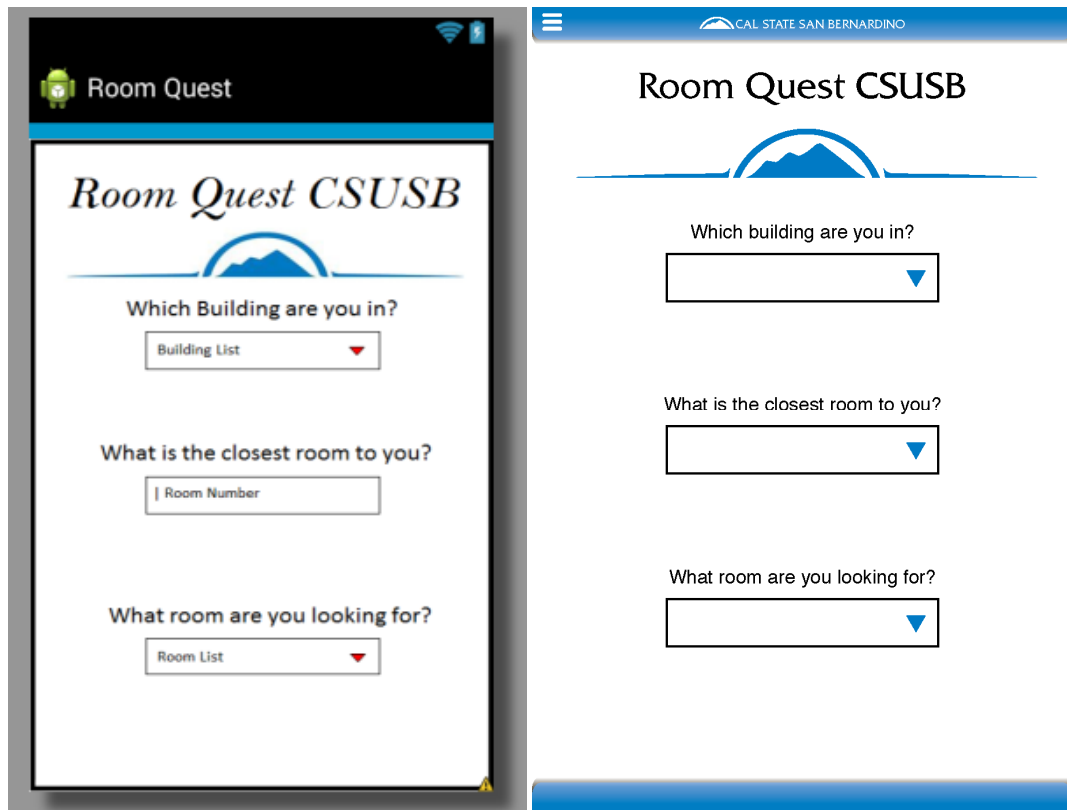 Room Quest
Room Quest CSUSB
Which Building are you in?
Building List
What is the closest room to you?
| Room Number
What room are you looking for?
Room List
CAL STATE SAN BERNARDINO
Room Quest CSUSB
Which building are you in?
What is the closest room to you?
What room are you looking for?